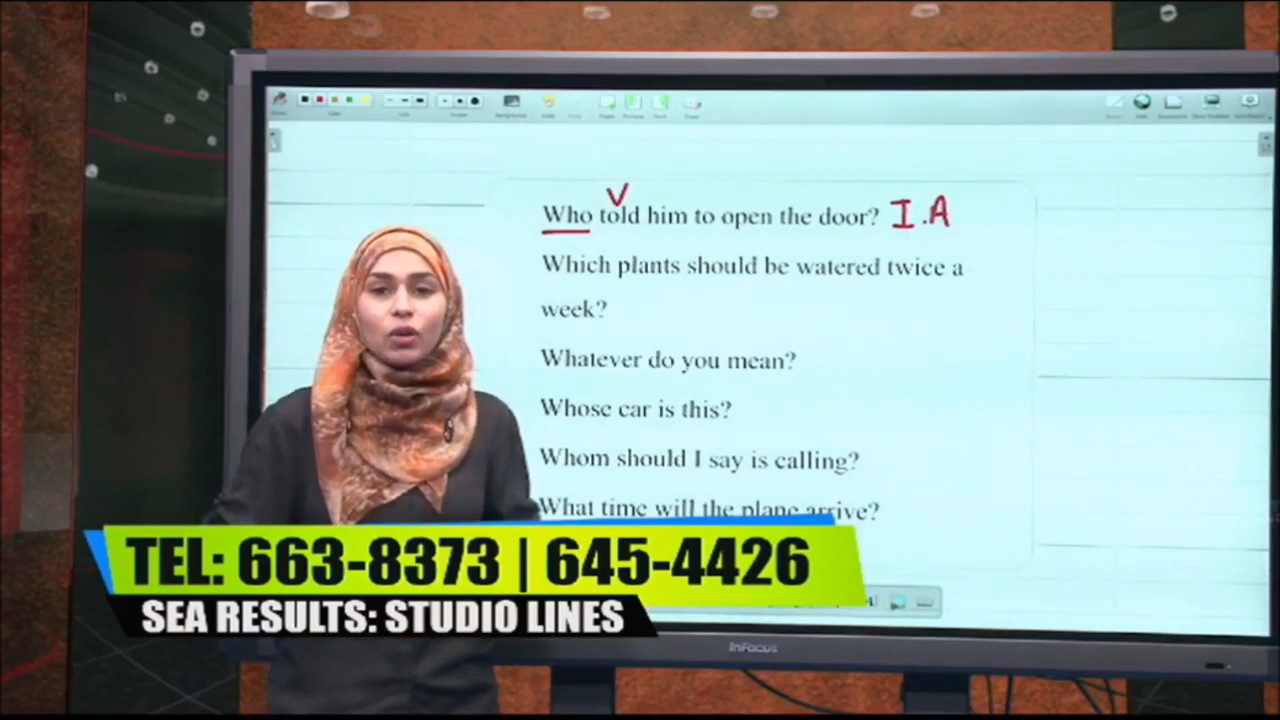 V
Who told him to open the door? I.A
Which plants should be watered twice a
week?
Whatever do you mean?
Whose car is this?
Whom should I say is calling?
What time will the plane arrive?
TEL: 663-8373 | 645-4426
SEA RESULTS: STUDIO LINES
InFocus